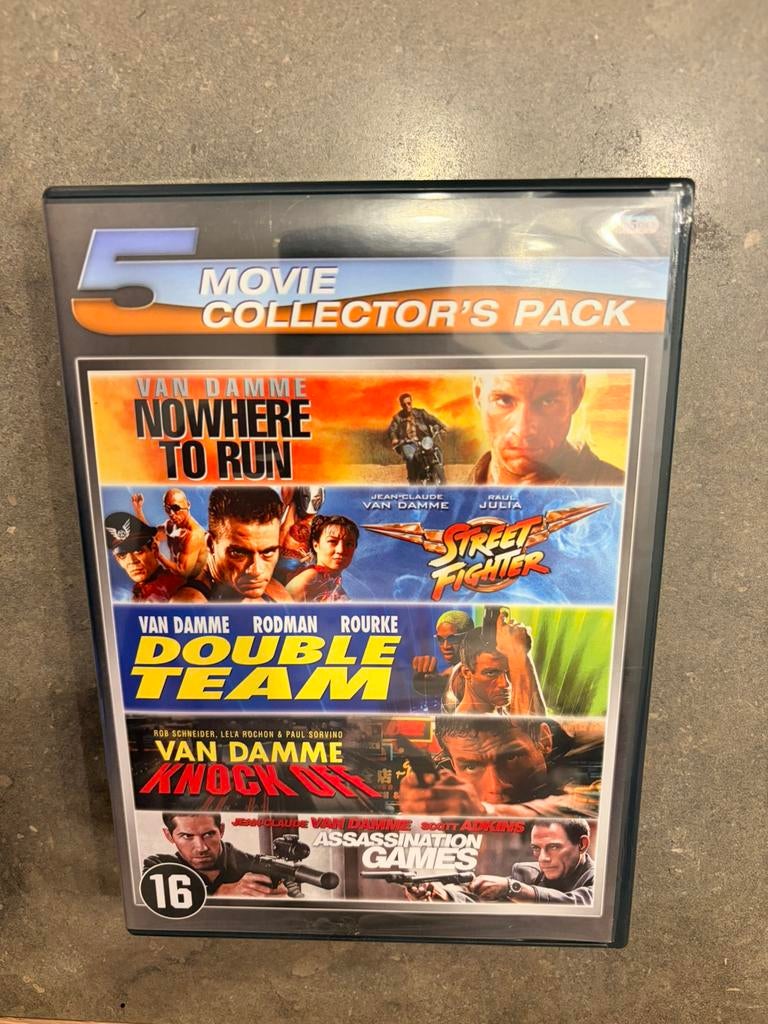 5 MOVIE
COLLECTOR'S PACK
VAN DAMME
NOWHERE
TO RUN
JEAN-CLAUDE
VAN DAMME
RAUL
JULIA
STREET
FIGHTER
VAN DAMME RODMAN ROURKE
DOUBLE
TEAM
ROB SCHNEIDER, LELA ROCHON & PAUL SORVINO
VAN DAMME
KNOCK OFF
JEAN-CLAUDE VAN DAMME SCOTT ADKINS
ASSASSINATION
GAMES
16